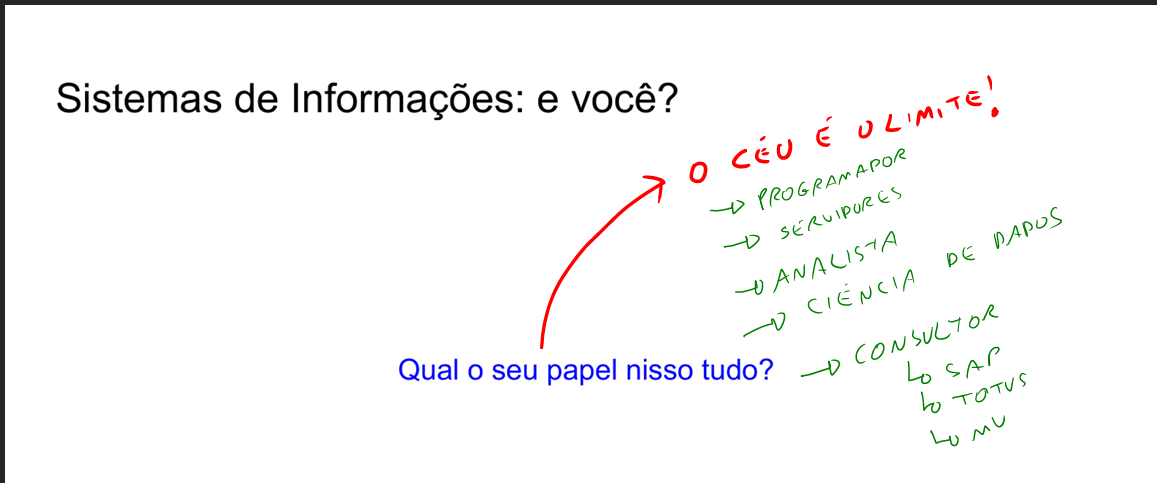 Sistemas de Informações: e você?
O CÉU É O LIMITE!
PROGRAMADOR
SERVIDORES
ANALISTA
CIÊNCIA DE DADOS
Qual o seu papel nisso tudo?
CONSULTOR
SAP
TOTVS
MV